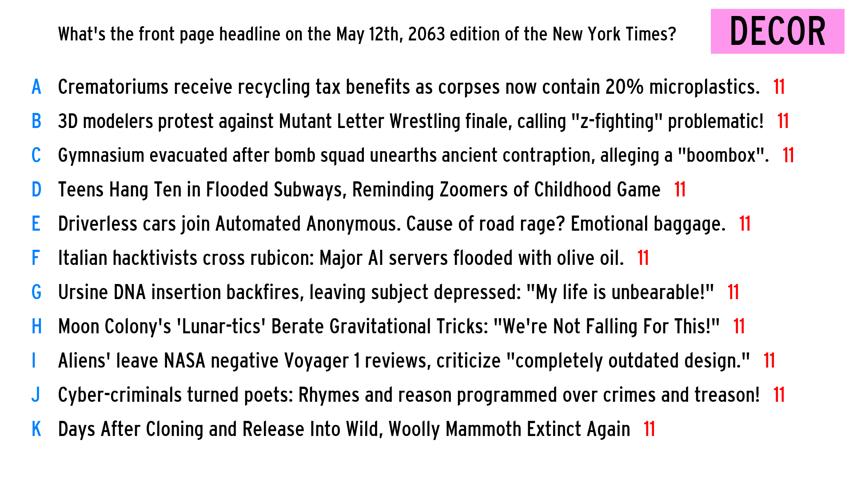 What's the front page headline on the May 12th, 2063 edition of the New York Times?
DECOR
A Crematoriums receive recycling tax benefits as corpses now contain 20% microplastics. 11
B 3D modelers protest against Mutant Letter Wrestling finale, calling "z-fighting" problematic! 11
C Gymnasium evacuated after bomb squad unearths ancient contraption, alleging a "boombox". 11
D Teens Hang Ten in Flooded Subways, Reminding Zoomers of Childhood Game 11
E Driverless cars join Automated Anonymous. Cause of road rage? Emotional baggage. 11
F Italian hacktivists cross rubicon: Major AI servers flooded with olive oil. 11
G Ursine DNA insertion backfires, leaving subject depressed: "My life is unbearable!" 11
H Moon Colony's 'Lunar-tics' Berate Gravitational Tricks: "We're Not Falling For This!" 11
I Aliens' leave NASA negative Voyager 1 reviews, criticize "completely outdated design." 11
J Cyber-criminals turned poets: Rhymes and reason programmed over crimes and treason! 11
K Days After Cloning and Release Into Wild, Woolly Mammoth Extinct Again 11